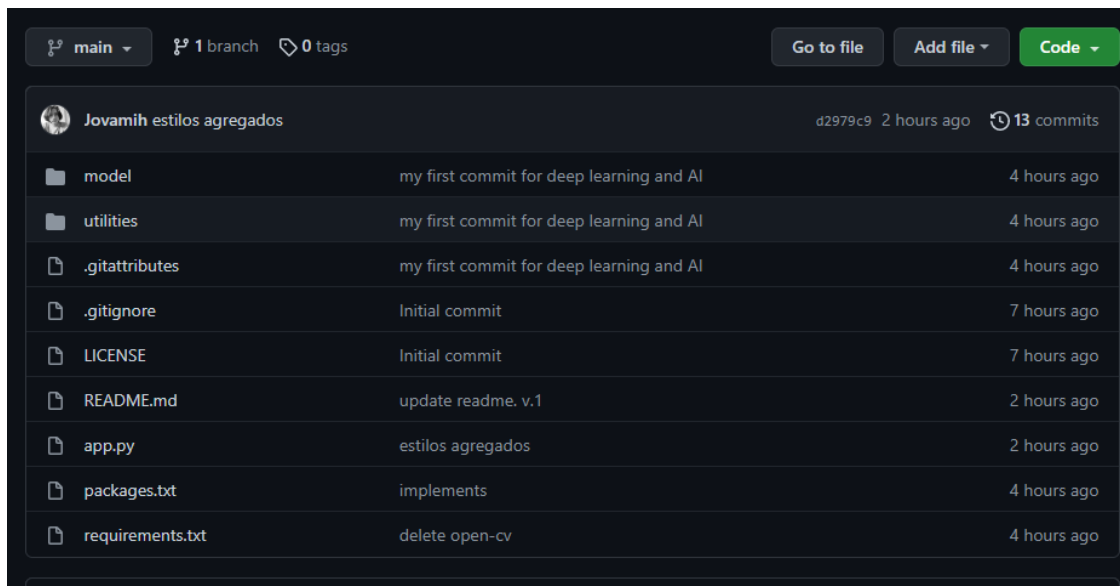 main 1 branch 0 tags Go to file Add file Code
Jovamih estilos agregados d2979c9 2 hours ago 13 commits
model my first commit for deep learning and AI 4 hours ago
utilities my first commit for deep learning and AI 4 hours ago
.gitattributes my first commit for deep learning and AI 4 hours ago
.gitignore Initial commit 7 hours ago
LICENSE Initial commit 7 hours ago
README.md update readme. v.1 2 hours ago
app.py estilos agregados 2 hours ago
packages.txt implements 4 hours ago
requirements.txt delete open-cv 4 hours ago